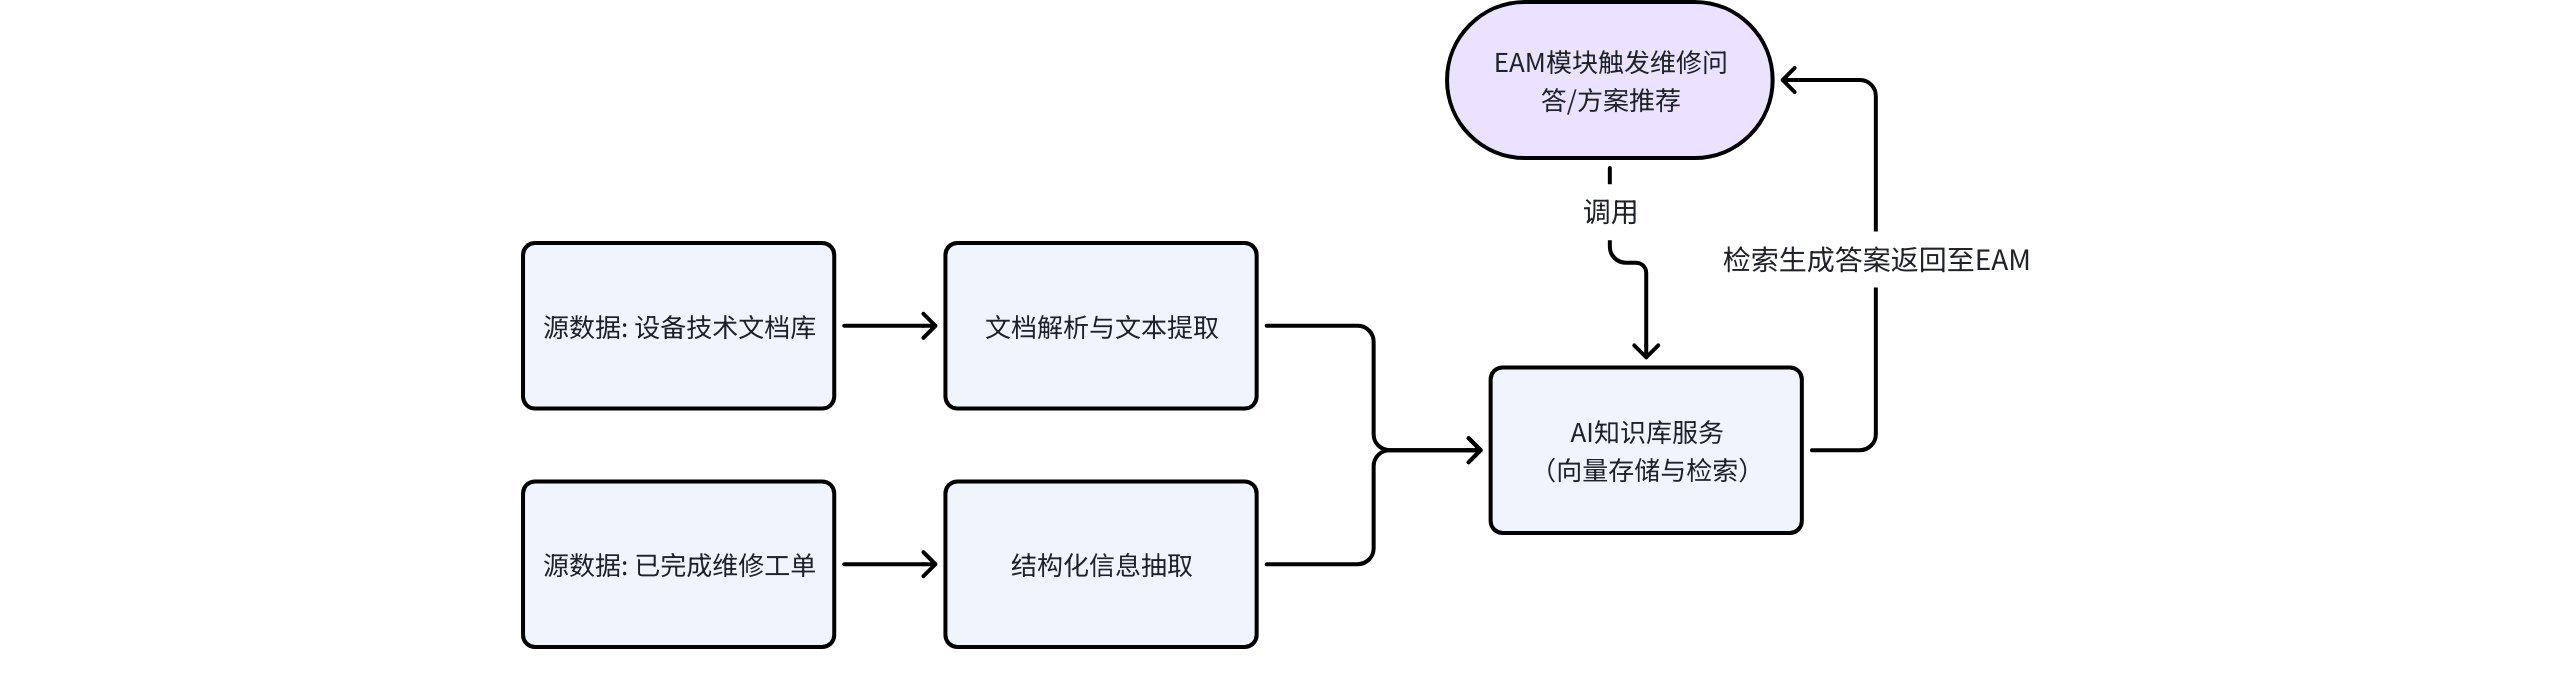 EAM模块触发维修问
答/方案推荐
调用
检索生成答案返回至EAM
源数据: 设备技术文档库
文档解析与文本提取
AI知识库服务
（向量存储与检索）
源数据: 已完成维修工单
结构化信息抽取